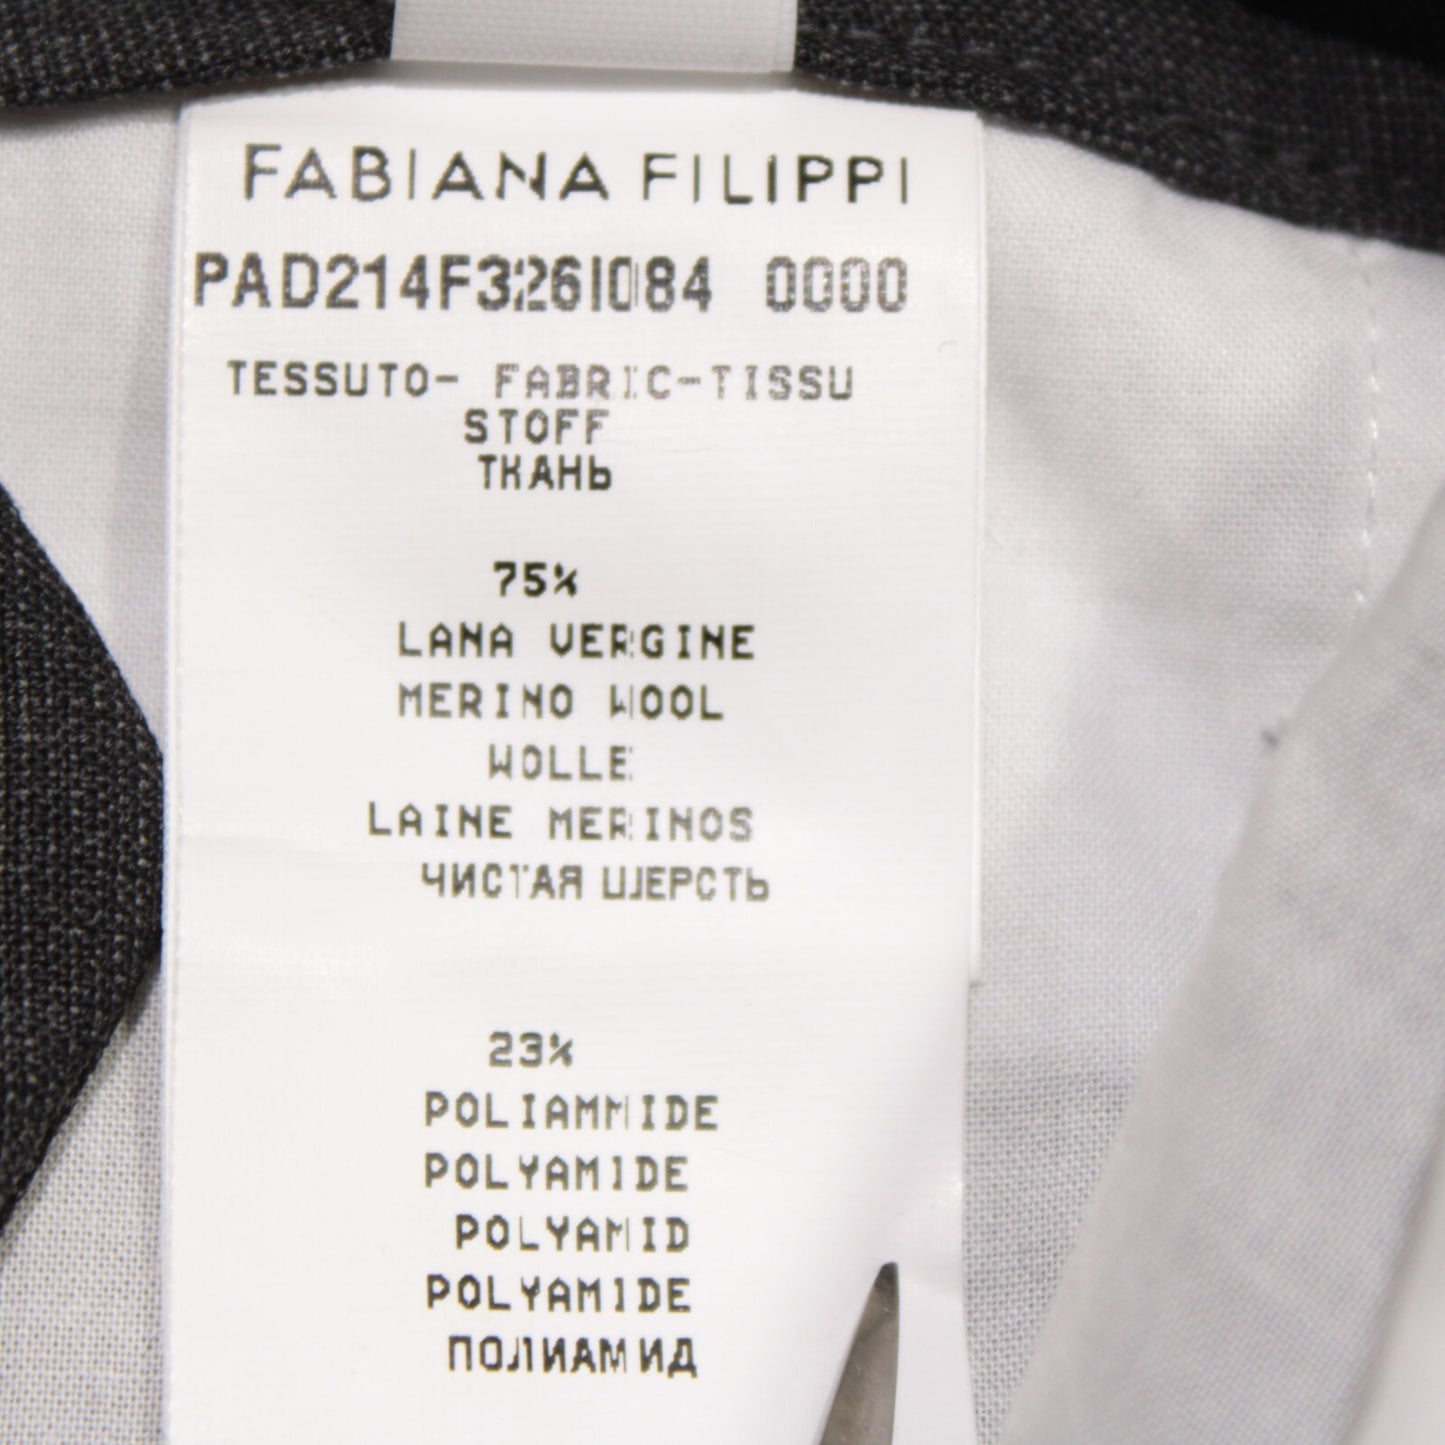 FABIANA FILIPPI
PAD214F326I084 0000
TESSUTO- FABRIC-TISSU
STOFF
ТКАНЬ
75%
LANA VERGINE
MERINO WOOL
WOLLE
LAINE MERINOS
ЧИСТАЯ ШЕРСТЬ
23%
POLIAMMIDE
POLYAMIDE
POLYAMID
POLYAMIDE
ПОЛИАМИД